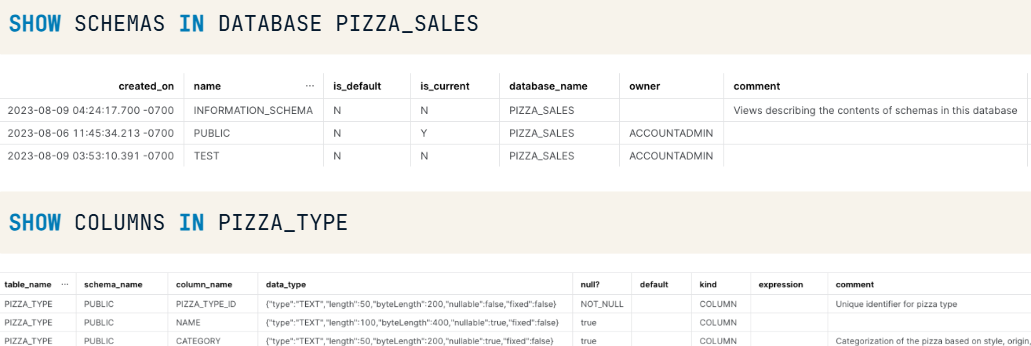 SHOW SCHEMAS IN DATABASE PIZZA_SALES
created_on name ... is_default is_current database_name owner comment
2023-08-09 04:24:17.700 -0700 INFORMATION_SCHEMA N N PIZZA_SALES Views describing the contents of schemas in this database
2023-08-06 11:45:34.213 -0700 PUBLIC N Y PIZZA_SALES ACCOUNTADMIN
2023-08-09 03:53:10.391 -0700 TEST N N PIZZA_SALES ACCOUNTADMIN
SHOW COLUMNS IN PIZZA_TYPE
table_name ... schema_name column_name data_type null? default kind expression comment
PIZZA_TYPE PUBLIC PIZZA_TYPE_ID {"type":"TEXT","length":50,"byteLength":200,"nullable":false,"fixed":false} NOT_NULL COLUMN Unique identifier for pizza type
PIZZA_TYPE PUBLIC NAME {"type":"TEXT","length":100,"byteLength":400,"nullable":true,"fixed":false} true COLUMN
PIZZA_TYPE PUBLIC CATEGORY {"type":"TEXT","length":50,"byteLength":200,"nullable":true,"fixed":false} true COLUMN Categorization of the pizza based on style, origin,